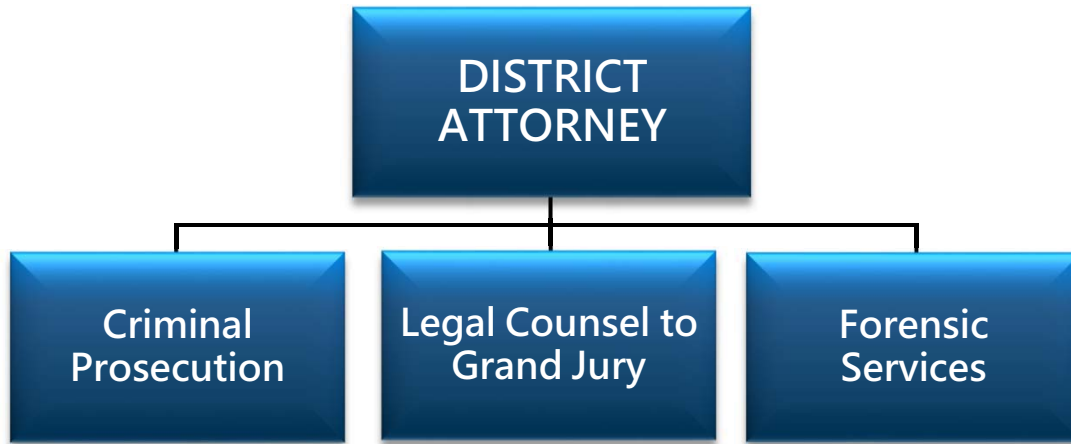 DISTRICT
ATTORNEY
Criminal
Prosecution
Legal Counsel to
Grand Jury
Forensic
Services